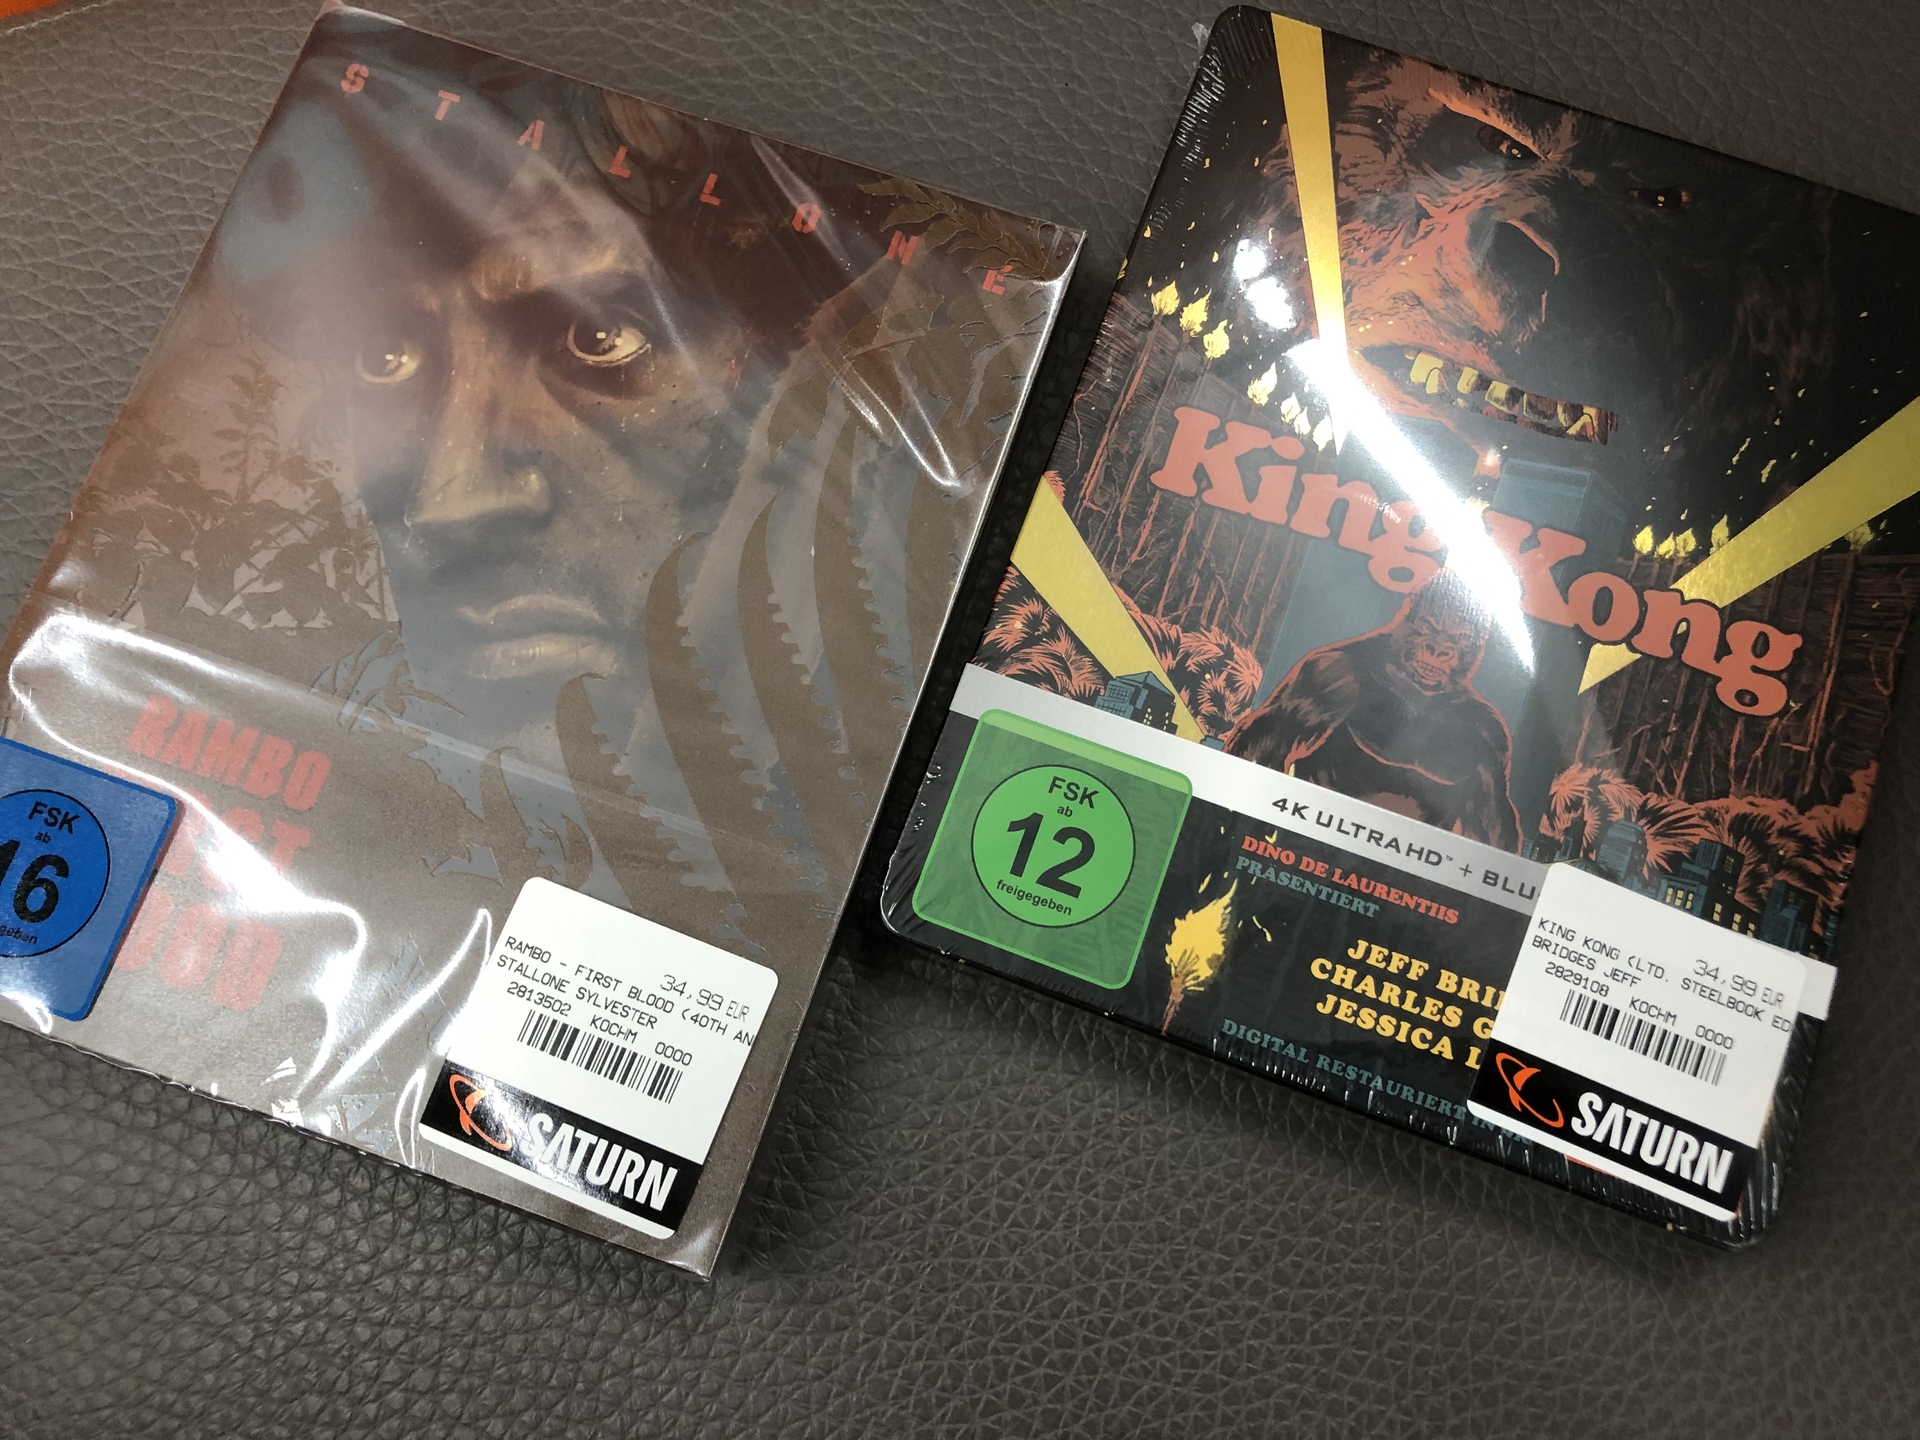 STALLONE
RAMBO
FSK
ab
16
RAMBO - FIRST BLOOD (40TH AN
34,99 EUR
STALLONE SYLVESTER
2813502 KOCHM 0000
SATURN
King Kong
4K ULTRAHD™ + BLU
FSK
ab
12
freigegeben
DINO DE LAURENTIIS
PRÄSENTIERT
JEFF BRI
CHARLES G
JESSICA L
DIGITAL RESTAURIERT IN
KING KONG (LTD. STEELBOOK ED
34,99 EUR
BRIDGES JEFF
2829108 KOCHM 0000
SATURN